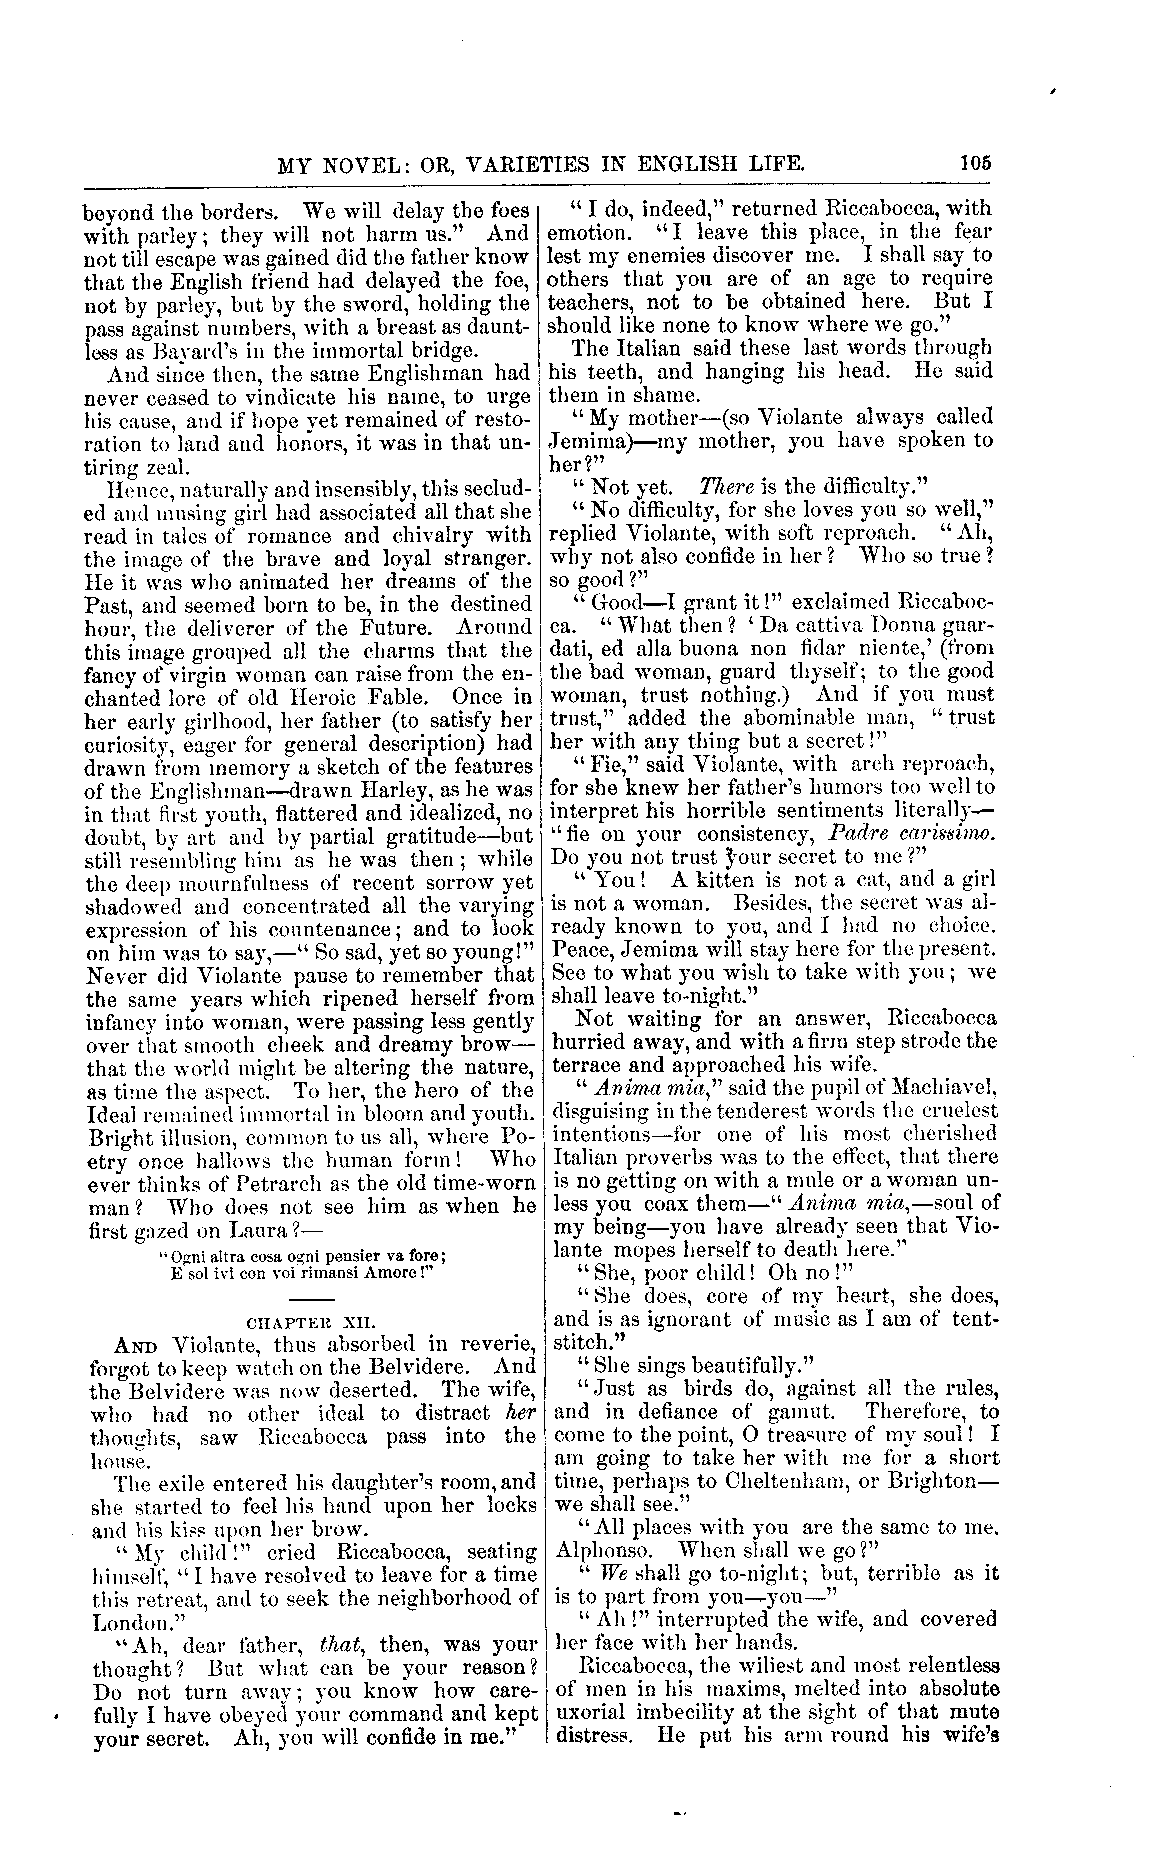 MY NOVEL: OR, VARIETIES IN ENGLISH LIFE. 105
beyond the borders. We will delay the foes
with parley; they will not harm us.” And
not till escape was gained did the father know
that the English friend had delayed the foe,
not by parley, but by the sword, holding the
pass against numbers, with a breast as daunt-
less as Bayard's in the immortal bridge.
And since then, the same Englishman had
never ceased to vindicate his name, to urge
his cause, and if hope yet remained of resto-
ration to land and honors, it was in that un-
tiring zeal.
Hence, naturally and insensibly, this seclud-
ed and musing girl had associated all that she
read in tales of romance and chivalry with
the image of the brave and loyal stranger.
He it was who animated her dreams of the
Past, and seemed born to be, in the destined
hour, the deliverer of the Future. Around
this image grouped all the charms that the
fancy of virgin woman can raise from the en-
chanted lore of old Heroic Fable. Once in
her early girlhood, her father (to satisfy her
curiosity, eager for general description) had
drawn from memory a sketch of the features
of the Englishman—drawn Harley, as he was
in that first youth, flattered and idealized, no
doubt, by art and by partial gratitude—but
still resembling him as he was then; while
the deep mournfulness of recent sorrow yet
shadowed and concentrated all the varying
expression of his countenance; and to look
on him was to say,—“ So sad, yet so young!”
Never did Violante pause to remember that
the same years which ripened herself from
infancy into woman, were passing less gently
over that smooth cheek and dreamy brow—
that the world might be altering the nature,
as time the aspect. To her, the hero of the
Ideal remained immortal in bloom and youth.
Bright illusion, common to us all, where Po-
etry once hallows the human form! Who
ever thinks of Petrarch as the old time-worn
man? Who does not see him as when he
first gazed on Laura?—
“Ogni altra cosa ogni pensier va fore;
E sol ivi con voi rimansi Amore!”
CHAPTER XII.
AND Violante, thus absorbed in reverie,
forgot to keep watch on the Belvidere. And
the Belvidere was now deserted. The wife,
who had no other ideal to distract her
thoughts, saw Riccabocca pass into the
house.
The exile entered his daughter's room, and
she started to feel his hand upon her locks
and his kiss upon her brow.
“ My child!” cried Riccabocca, seating
himself, “I have resolved to leave for a time
this retreat, and to seek the neighborhood of
London.”
“Ah, dear father, that, then, was your
thought? But what can be your reason?
Do not turn away; you know how care-
fully I have obeyed your command and kept
your secret. Ah, you will confide in me.”
“ I do, indeed,” returned Riccabocca, with
emotion. “I leave this place, in the fear
lest my enemies discover me. I shall say to
others that you are of an age to require
teachers, not to be obtained here. But I
should like none to know where we go.”
The Italian said these last words through
his teeth, and hanging his head. He said
them in shame.
“ My mother—(so Violante always called
Jemima)—my mother, you have spoken to
her?”
“ Not yet. There is the difficulty.”
“ No difficulty, for she loves you so well,”
replied Violante, with soft reproach. “Ah,
why not also confide in her? Who so true?
so good?”
“ Good—I grant it!” exclaimed Riccaboc-
ca. “ What then? ‘Da cattiva Donna guar-
dati, ed alla buona non fidar niente,’ (from
the bad woman, guard thyself; to the good
woman, trust nothing.) And if you must
trust,” added the abominable man, “trust
her with any thing but a secret!”
“ Fie,” said Violante, with arch reproach,
for she knew her father's humors too well to
interpret his horrible sentiments literally—
“fie on your consistency, Padre carissimo.
Do you not trust your secret to me?”
“ You! A kitten is not a cat, and a girl
is not a woman. Besides, the secret was al-
ready known to you, and I had no choice.
Peace, Jemima will stay here for the present.
See to what you wish to take with you; we
shall leave to-night.”
Not waiting for an answer, Riccabocca
hurried away, and with a firm step strode the
terrace and approached his wife.
“ Anima mia,” said the pupil of Machiavel,
disguising in the tenderest words the cruelest
intentions—for one of his most cherished
Italian proverbs was to the effect, that there
is no getting on with a mule or a woman un-
less you coax them—“ Anima mia,—soul of
my being—you have already seen that Vio-
lante mopes herself to death here.”
“She, poor child! Oh no!”
“She does, core of my heart, she does,
and is as ignorant of music as I am of tent-
stitch.”
“She sings beautifully.”
“Just as birds do, against all the rules,
and in defiance of gamut. Therefore, to
come to the point, O treasure of my soul! I
am going to take her with me for a short
time, perhaps to Cheltenham, or Brighton—
we shall see.”
“All places with you are the same to me,
Alphonso. When shall we go?”
“ We shall go to-night; but, terrible as it
is to part from you—you—”
“Ah!” interrupted the wife, and covered
her face with her hands.
Riccabocca, the wiliest and most relentless
of men in his maxims, melted into absolute
uxorial imbecility at the sight of that mute
distress. He put his arm round his wife's